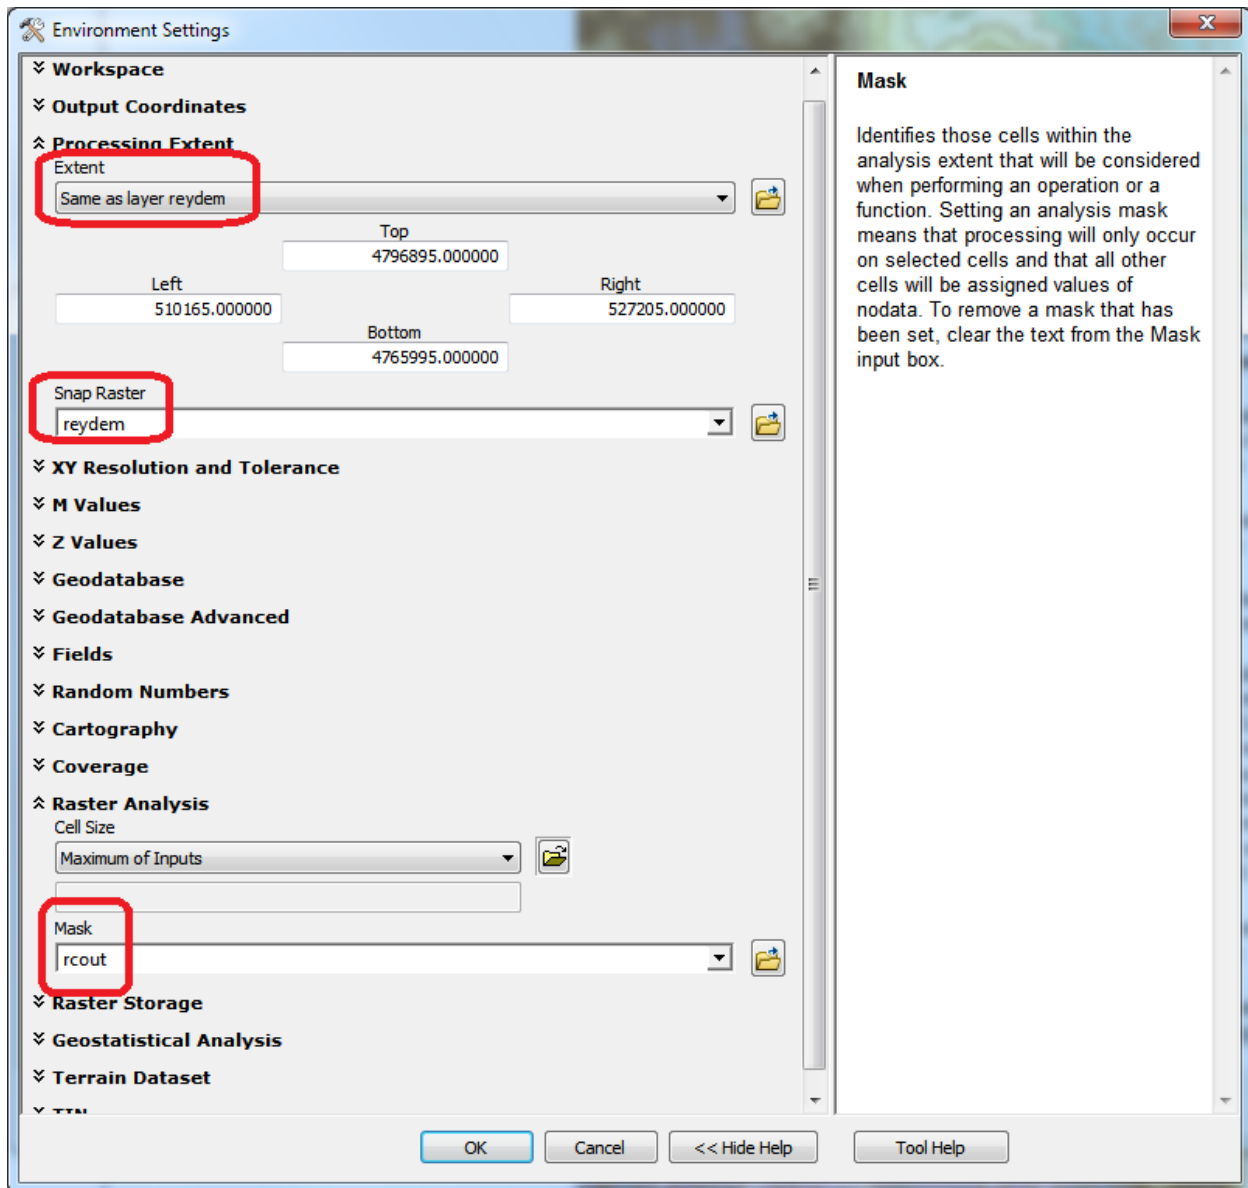 Environment Settings
Workspace
Output Coordinates
Processing Extent
Extent
Same as layer reydem
Top
4796895.000000
Left
Right
510165.000000
527205.000000
Bottom
4765995.000000
Snap Raster
reydem
XY Resolution and Tolerance
M Values
Z Values
Geodatabase
Geodatabase Advanced
Fields
Random Numbers
Cartography
Coverage
Raster Analysis
Cell Size
Maximum of Inputs
Mask
rcout
Raster Storage
Geostatistical Analysis
Terrain Dataset
TIN
Mask
Identifies those cells within the
analysis extent that will be considered
when performing an operation or a
function. Setting an analysis mask
means that processing will only occur
on selected cells and that all other
cells will be assigned values of
nodata. To remove a mask that has
been set, clear the text from the Mask
input box.
OK
Cancel
<< Hide Help
Tool Help